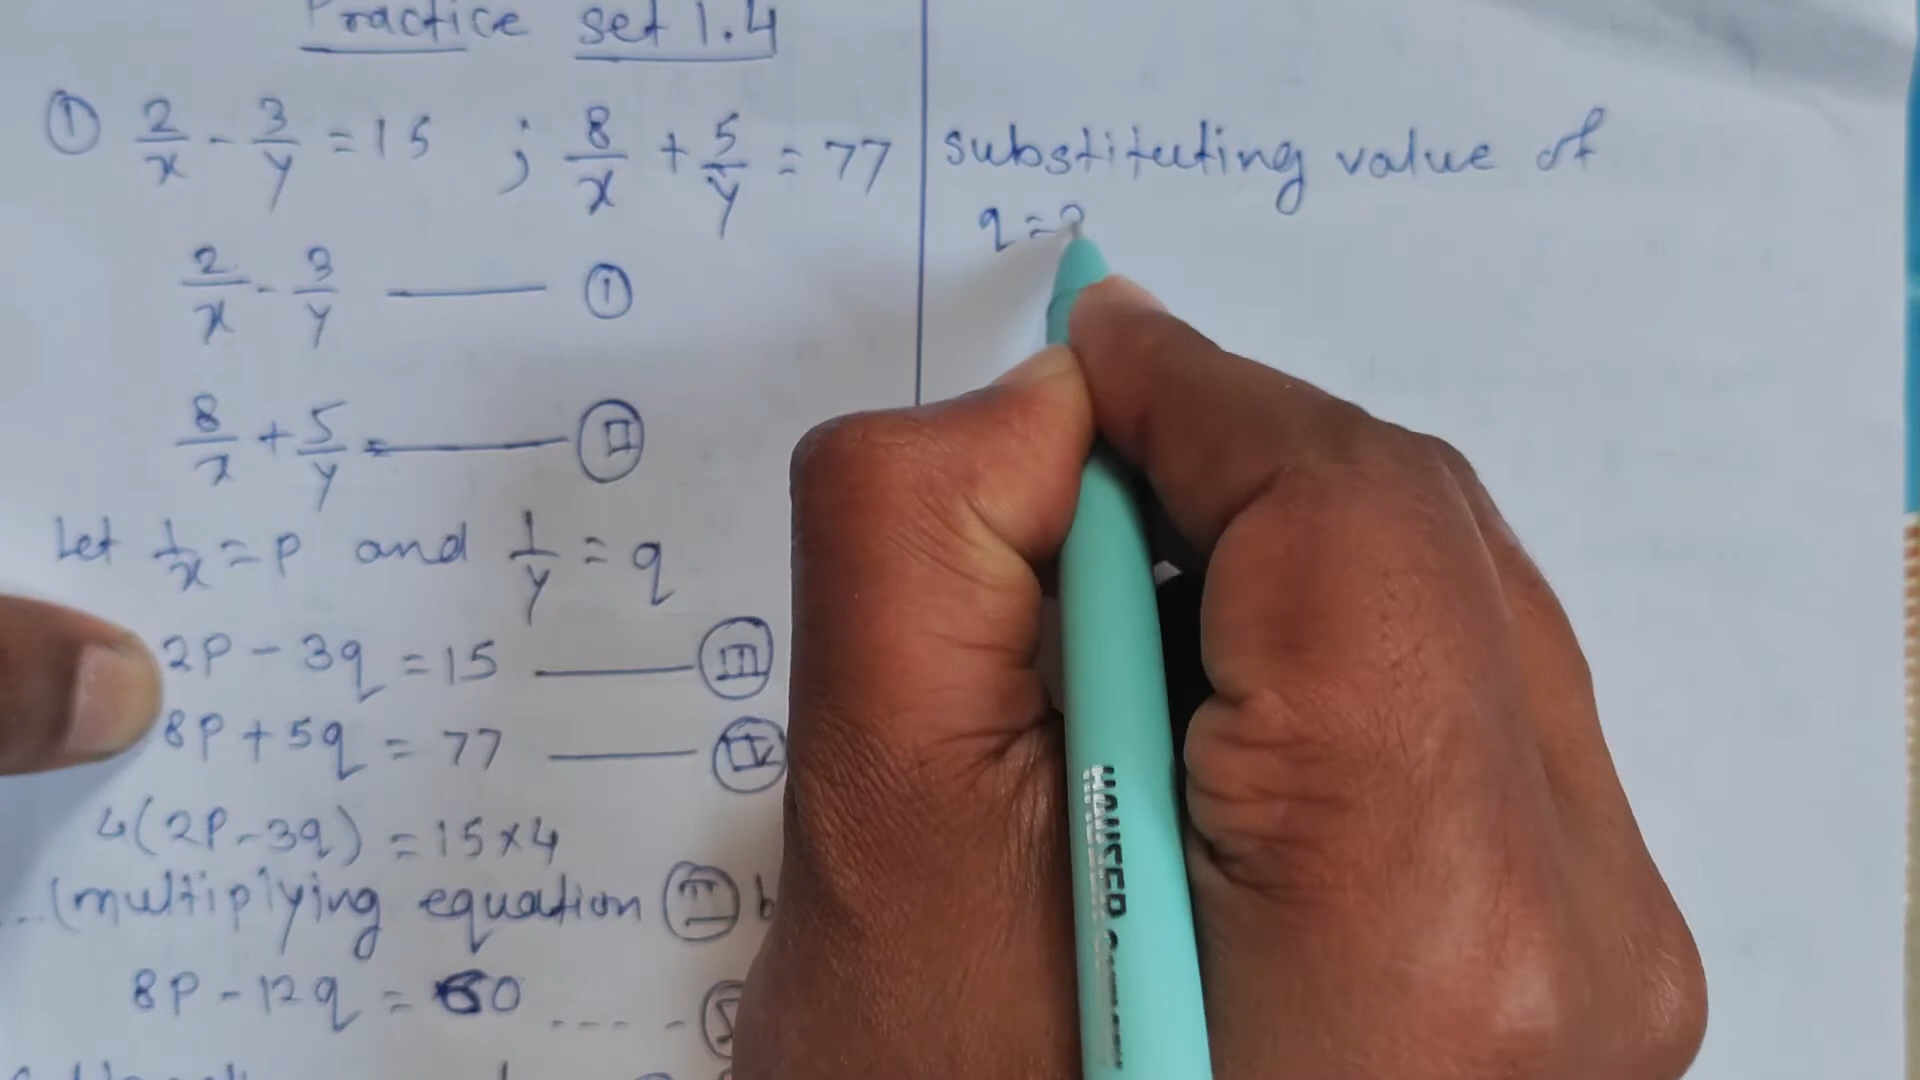 Practice set 1.4
① 2/x - 3/y = 15 ; 8/x + 5/y = 77
2/x - 3/y ——— ①
8/x + 5/y ——— Ⅱ
Let 1/x = p and 1/y = q
2p - 3q = 15 ——— Ⅲ
8p + 5q = 77 ——— Ⅳ
4(2p - 3q) = 15 × 4
...(multiplying equation Ⅲ b
8p - 12q = 60 -----
substituting value of
q =
HAUSER